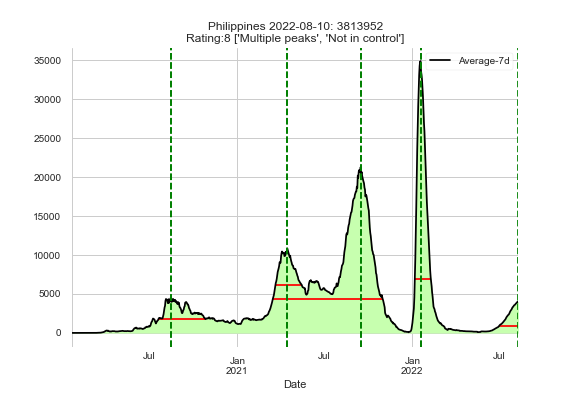 Philippines 2022-08-10: 3813952
Rating:8 ['Multiple peaks', 'Not in control']
Average-7d
35000
30000
25000
20000
15000
10000
5000
0
Jul
Jan
2021
Jul
Jan
2022
Jul
Date